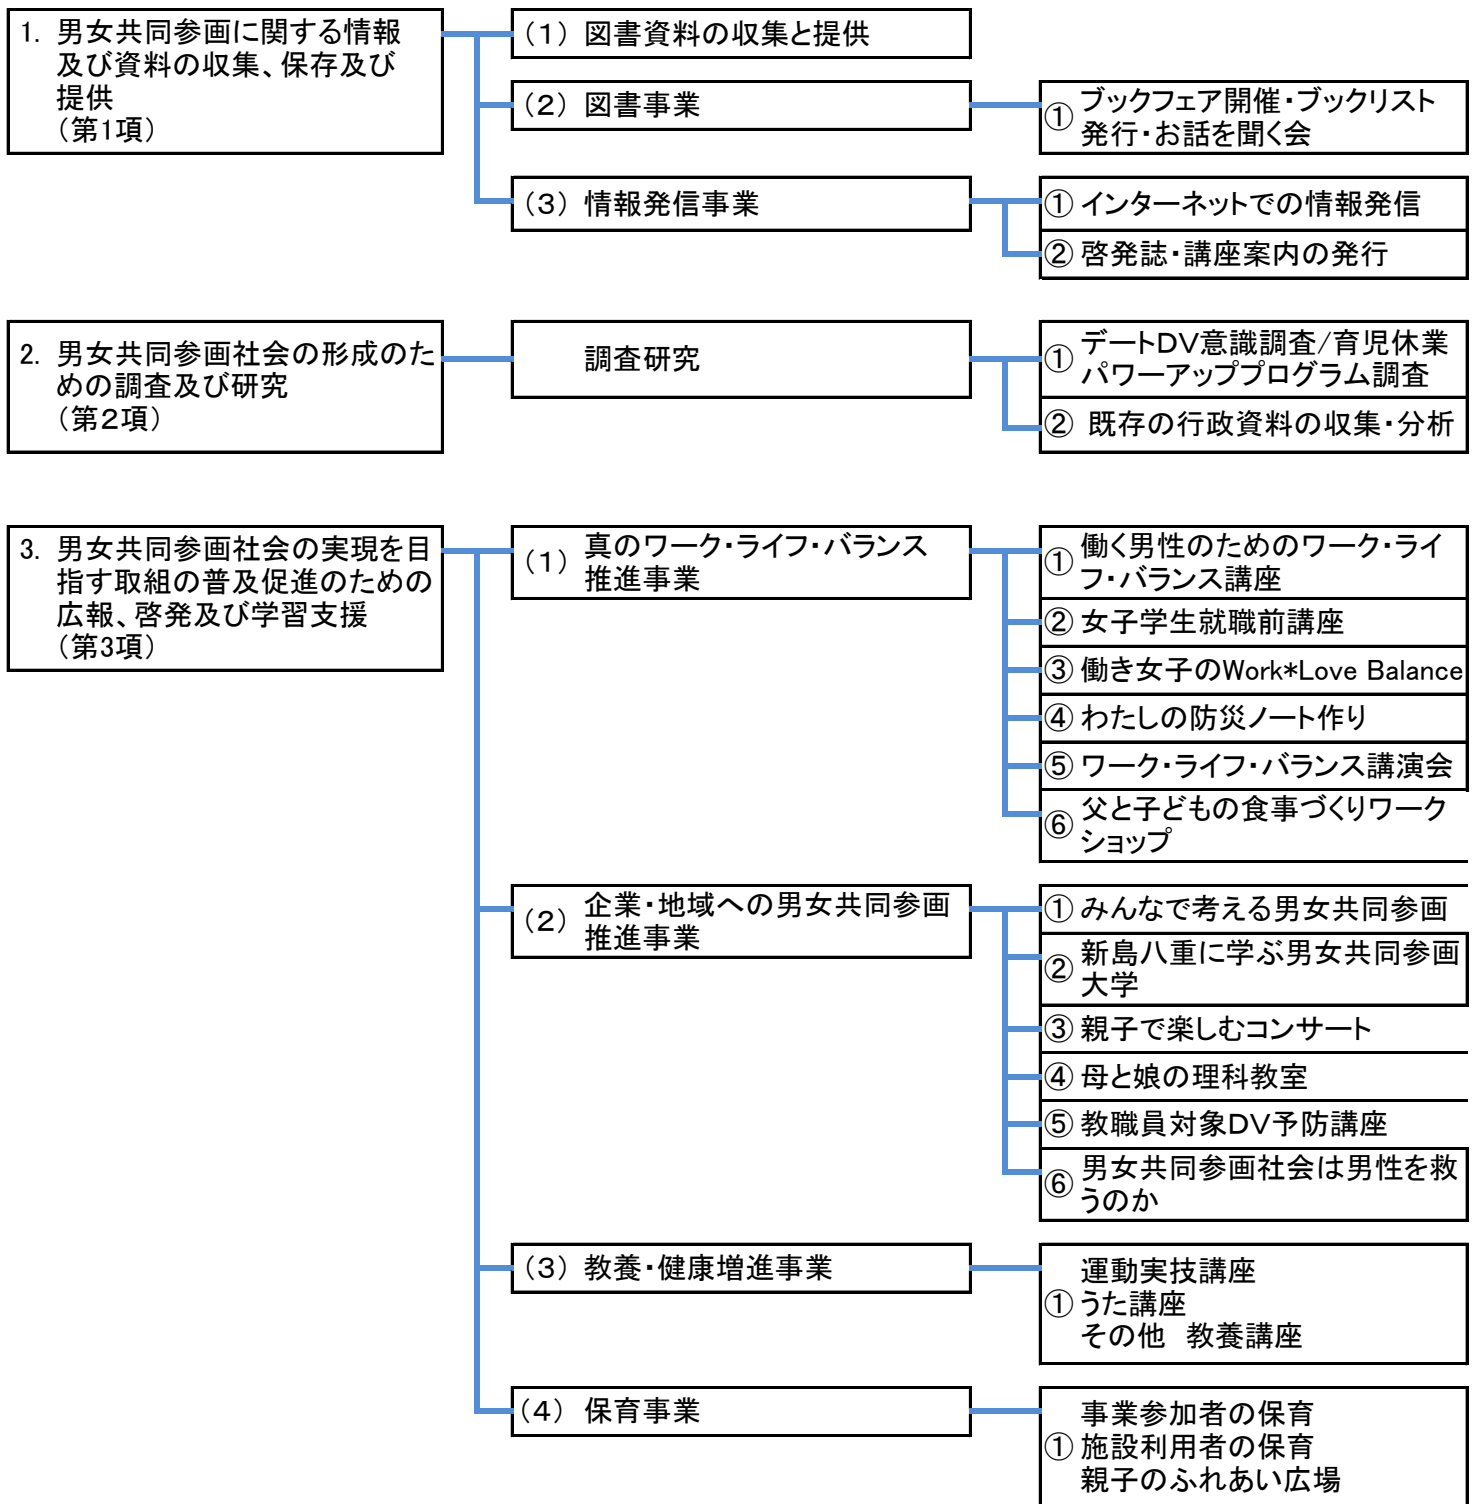 1. 男女共同参画に関する情報
及び資料の収集、保存及び
提供
（第1項）
（１） 図書資料の収集と提供
（２） 図書事業
① ブックフェア開催・ブックリスト
発行・お話を聞く会
（３） 情報発信事業
① インターネットでの情報発信
② 啓発誌・講座案内の発行
2. 男女共同参画社会の形成のた
めの調査及び研究
（第２項）
調査研究
① デートDV意識調査/育児休業
パワーアッププログラム調査
② 既存の行政資料の収集・分析
3. 男女共同参画社会の実現を目
指す取組の普及促進のための
広報、啓発及び学習支援
（第3項）
（１） 真のワーク・ライフ・バランス
推進事業
① 働く男性のためのワーク・ライ
フ・バランス講座
② 女子学生就職前講座
③ 働き女子のWork*Love Balance
④ わたしの防災ノート作り
⑤ ワーク・ライフ・バランス講演会
⑥ 父と子どもの食事づくりワーク
ショップ
（２） 企業・地域への男女共同参画
推進事業
① みんなで考える男女共同参画
② 新島八重に学ぶ男女共同参画
大学
③ 親子で楽しむコンサート
④ 母と娘の理科教室
⑤ 教職員対象DV予防講座
⑥ 男女共同参画社会は男性を救
うのか
（３） 教養・健康増進事業
運動実技講座
① うた講座
その他　教養講座
（４） 保育事業
事業参加者の保育
① 施設利用者の保育
親子のふれあい広場